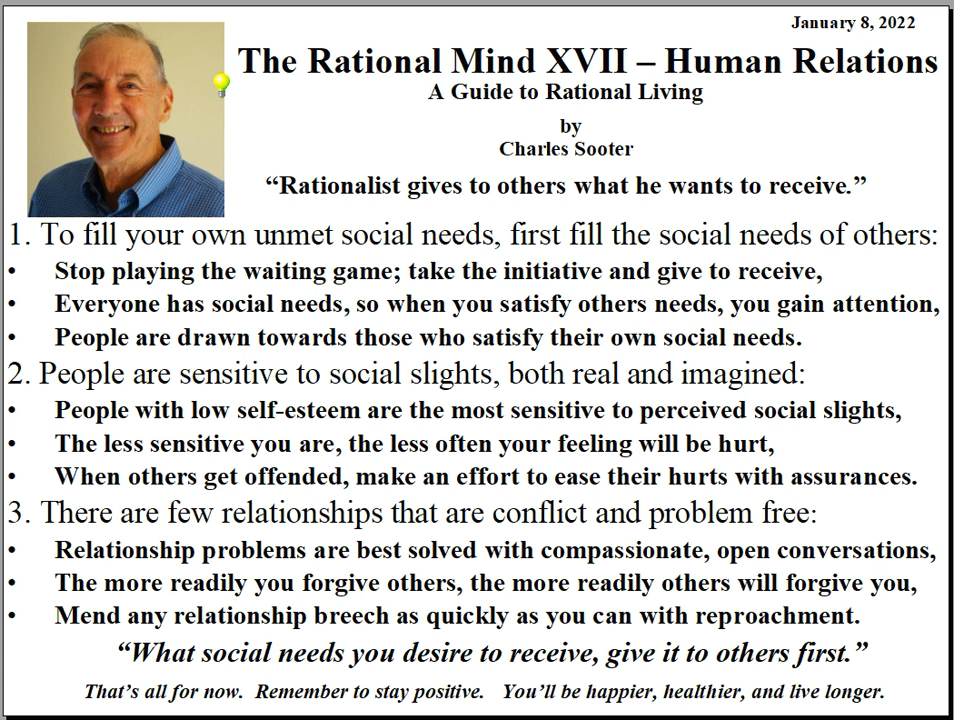 January 8, 2022
The Rational Mind XVII – Human Relations
A Guide to Rational Living
by
Charles Sooter
“Rationalist gives to others what he wants to receive.”
1. To fill your own unmet social needs, first fill the social needs of others:
• Stop playing the waiting game; take the initiative and give to receive,
• Everyone has social needs, so when you satisfy others needs, you gain attention,
• People are drawn towards those who satisfy their own social needs.
2. People are sensitive to social slights, both real and imagined:
• People with low self-esteem are the most sensitive to perceived social slights,
• The less sensitive you are, the less often your feeling will be hurt,
• When others get offended, make an effort to ease their hurts with assurances.
3. There are few relationships that are conflict and problem free:
• Relationship problems are best solved with compassionate, open conversations,
• The more readily you forgive others, the more readily others will forgive you,
• Mend any relationship breech as quickly as you can with reproachment.
“What social needs you desire to receive, give it to others first.”
That’s all for now. Remember to stay positive. You’ll be happier, healthier, and live longer.